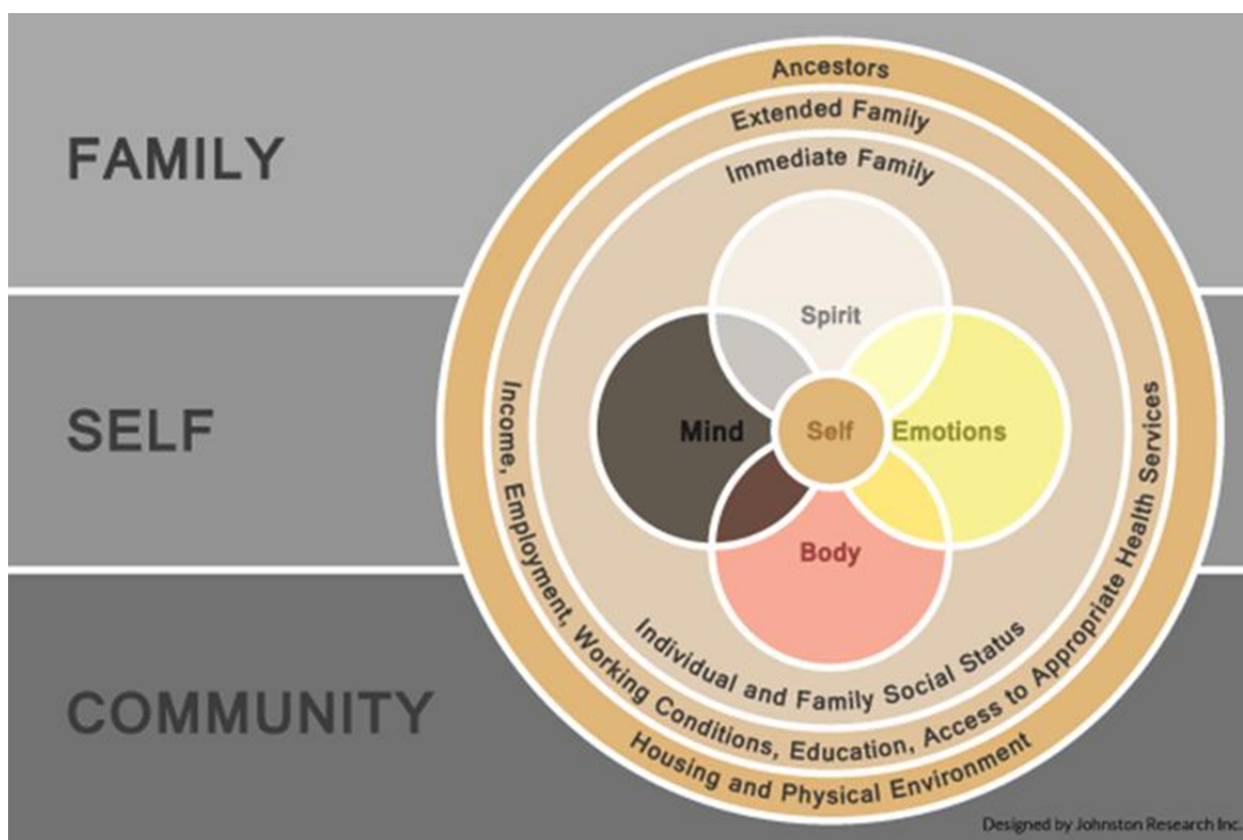 FAMILY
SELF
COMMUNITY
Ancestors
Extended Family
Immediate Family
Spirit
Mind
Self
Emotions
Body
Individual and Family Social Status
Income, Employment, Working Conditions, Education, Access to Appropriate Health Services
Housing and Physical Environment
Designed by Johnston Research Inc.